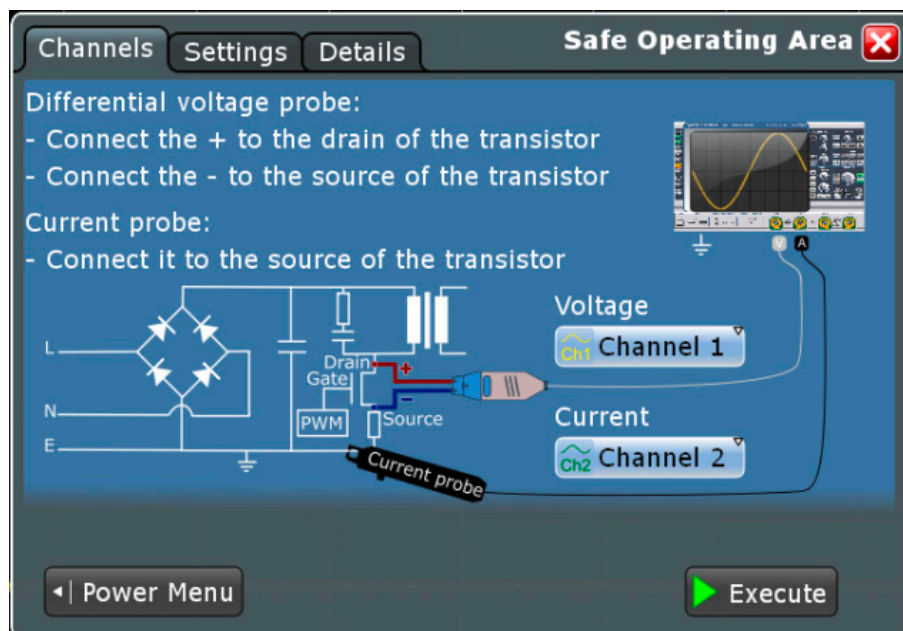 Channels
Settings
Details
Safe Operating Area
Differential voltage probe:
- Connect the + to the drain of the transistor
- Connect the - to the source of the transistor
Current probe:
- Connect it to the source of the transistor
V A
Voltage
Ch1 Channel 1
Current
Ch2 Channel 2
L
N
E
Drain +
Gate
-
PWM
Source
Current probe
Power Menu
Execute